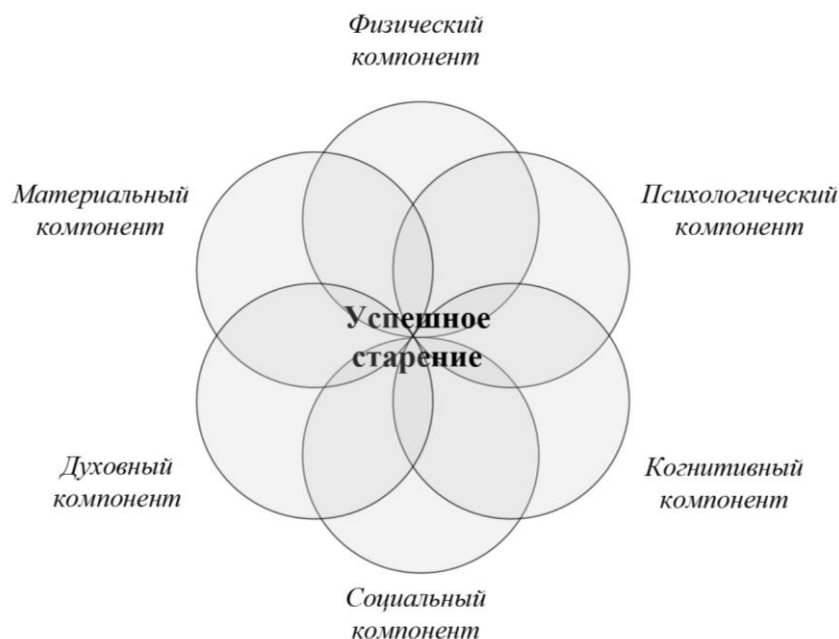 Физический
компонент
Материальный
компонент
Психологический
компонент
Успешное
старение
Духовный
компонент
Когнитивный
компонент
Социальный
компонент